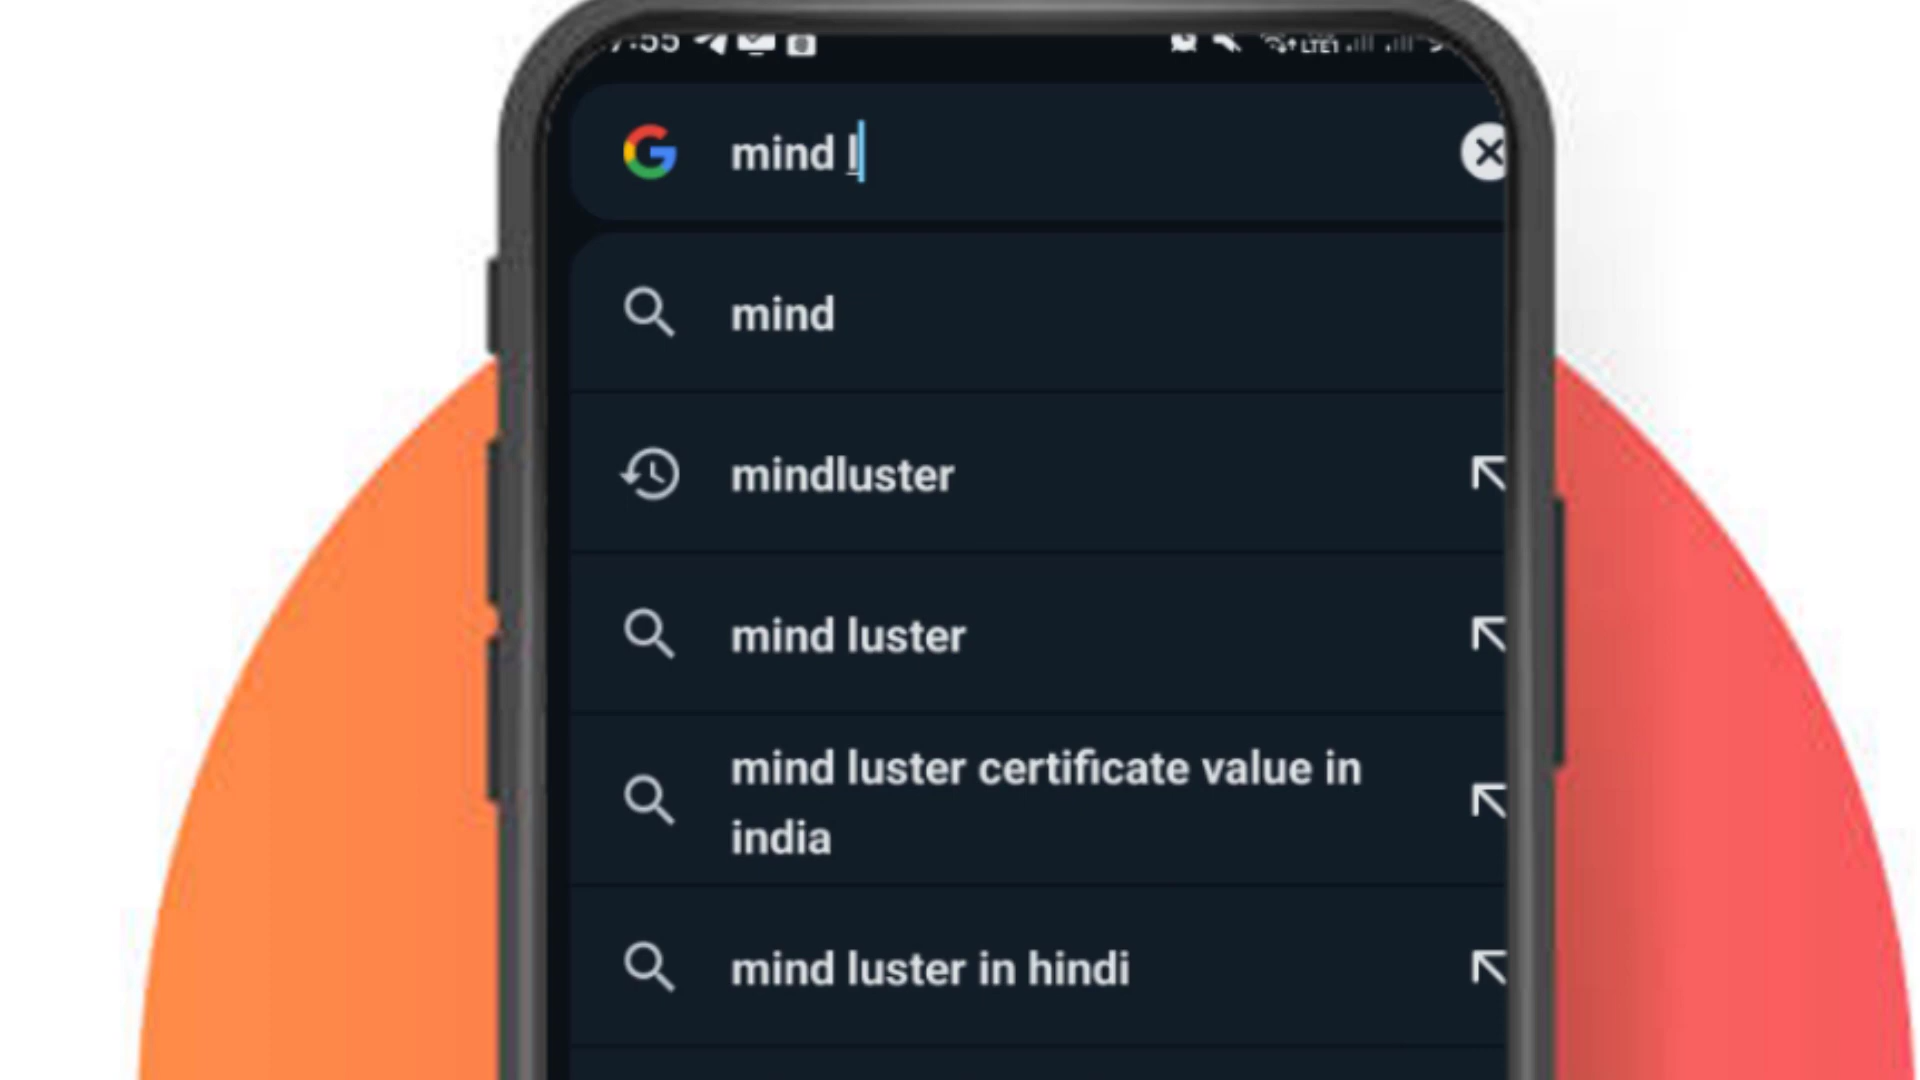 mind l
mind
mindluster
mind luster
mind luster certificate value in
india
mind luster in hindi